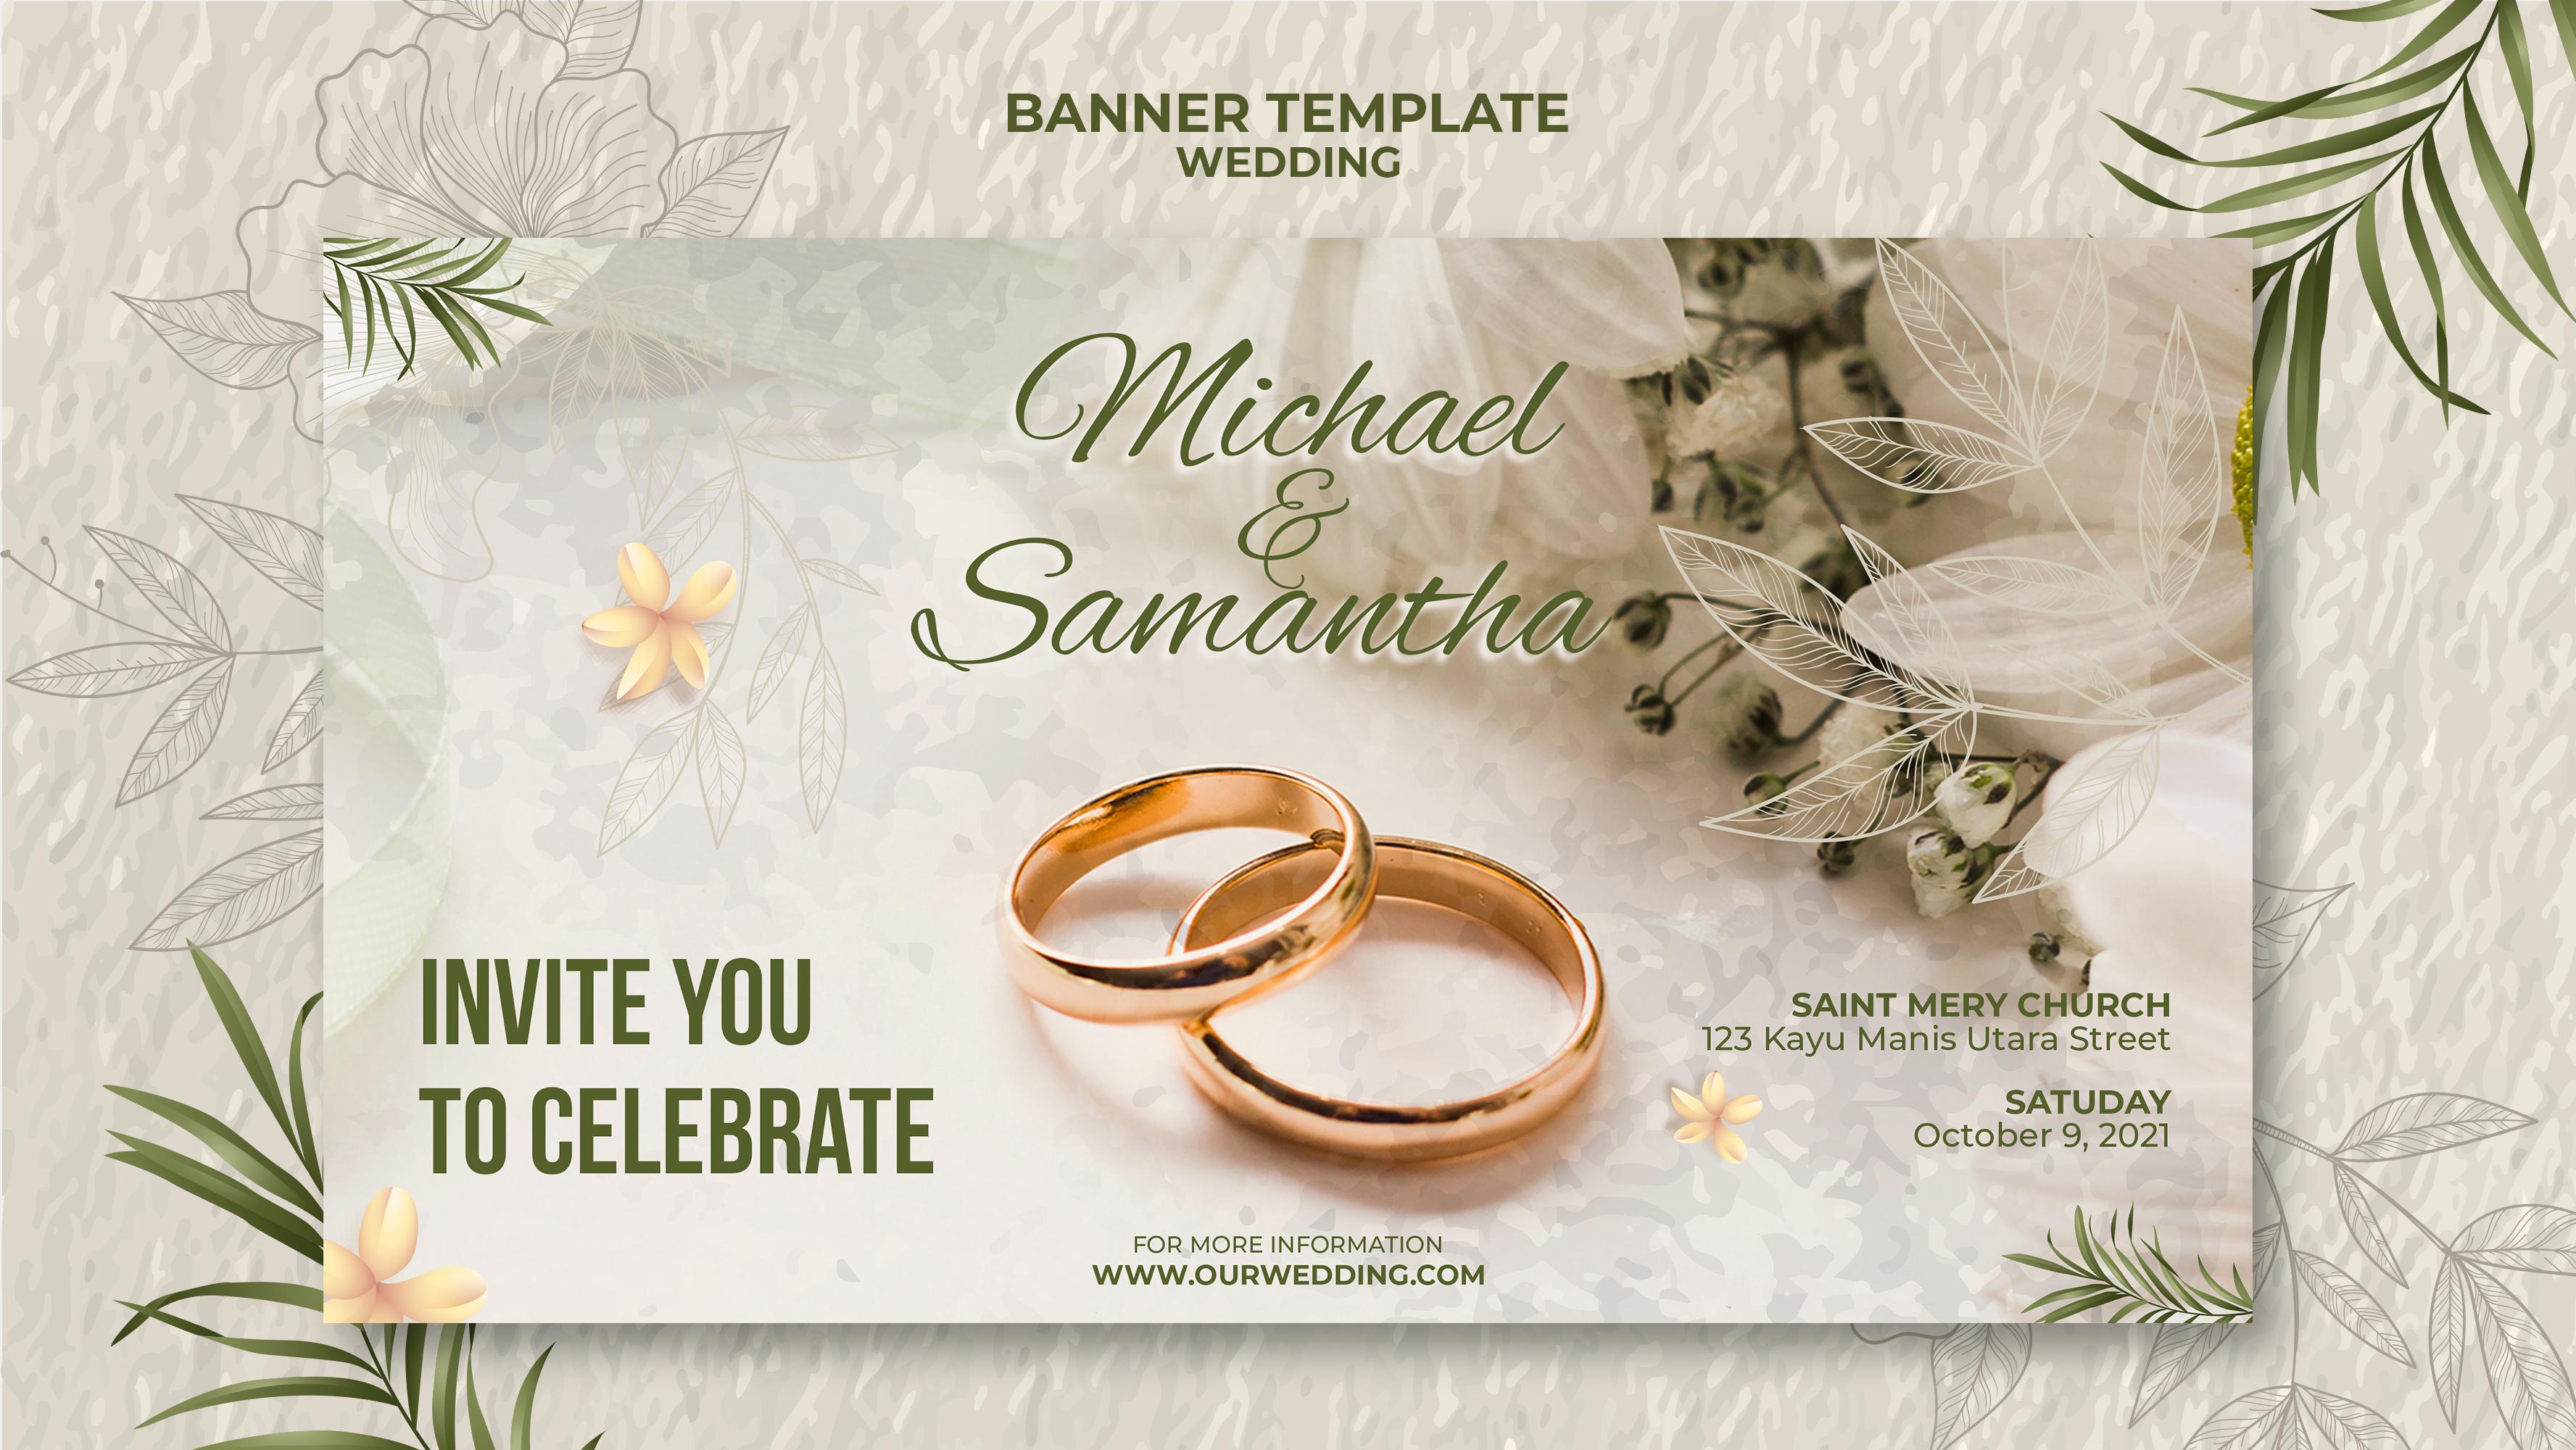 BANNER TEMPLATE
WEDDING
Michael
&
Samantha
INVITE YOU
TO CELEBRATE
SAINT MERY CHURCH
123 Kayu Manis Utara Street
SATUDAY
October 9, 2021
FOR MORE INFORMATION
WWW.OURWEDDING.COM